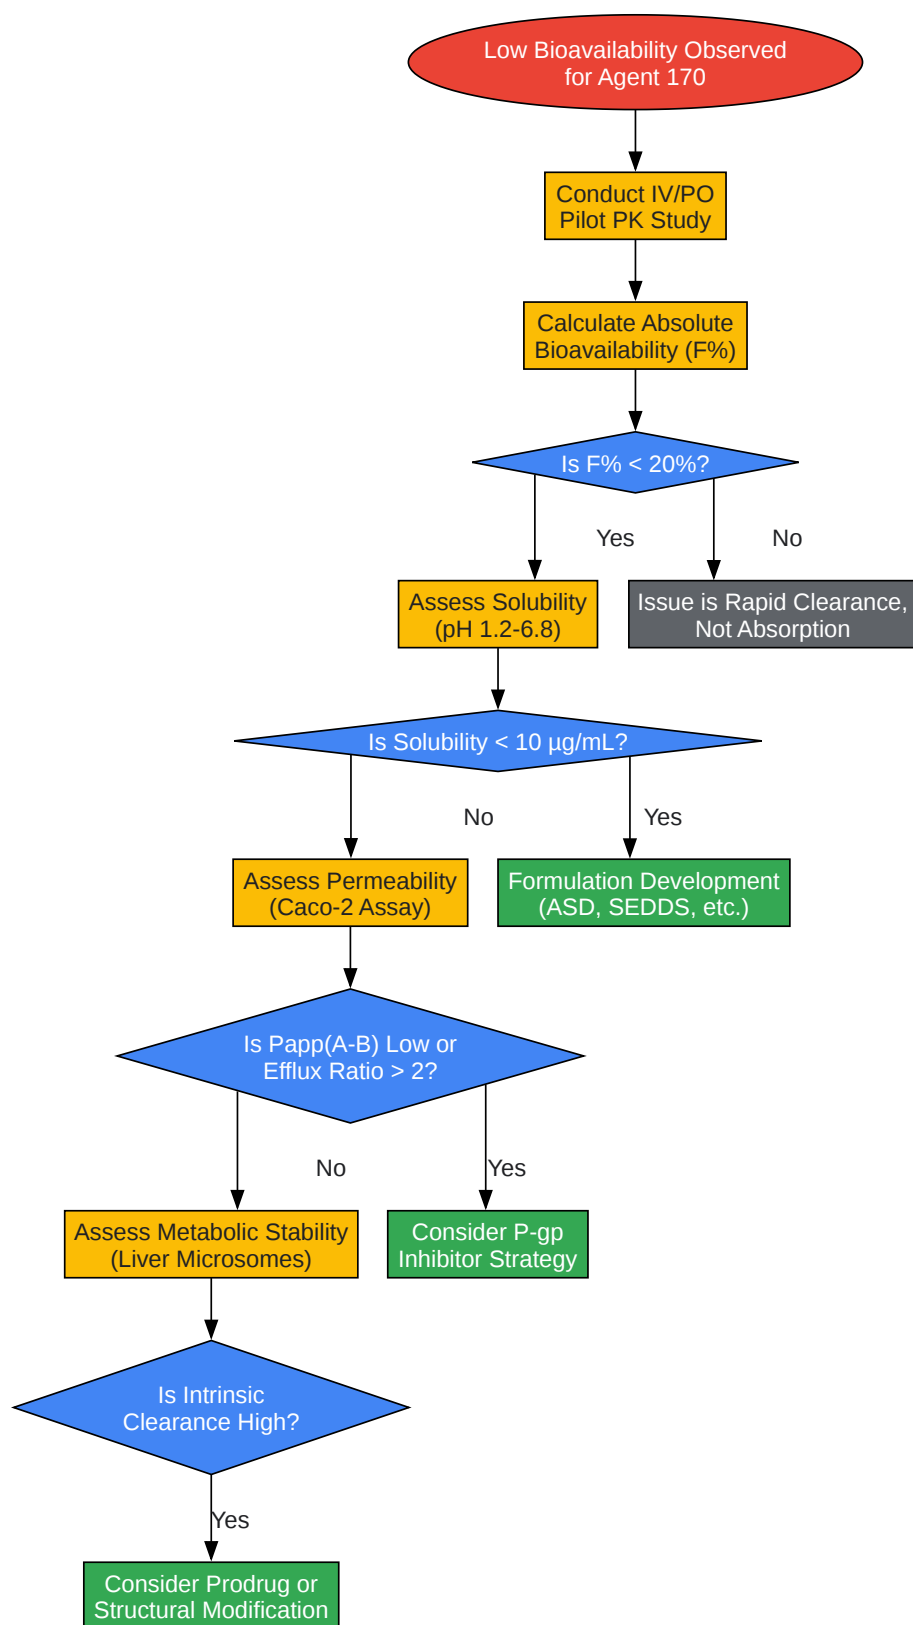 Low Bioavailability Observed
for Agent 170
Conduct IV/PO
Pilot PK Study
Calculate Absolute
Bioavailability (F%)
Is F% < 20%?
Yes
No
Assess Solubility
(pH 1.2-6.8)
Issue is Rapid Clearance,
Not Absorption
Is Solubility < 10 µg/mL?
No
Yes
Assess Permeability
(Caco-2 Assay)
Formulation Development
(ASD, SEDDS, etc.)
Is Papp(A-B) Low or
Efflux Ratio > 2?
No
Yes
Assess Metabolic Stability
(Liver Microsomes)
Consider P-gp
Inhibitor Strategy
Is Intrinsic
Clearance High?
Yes
Consider Prodrug or
Structural Modification